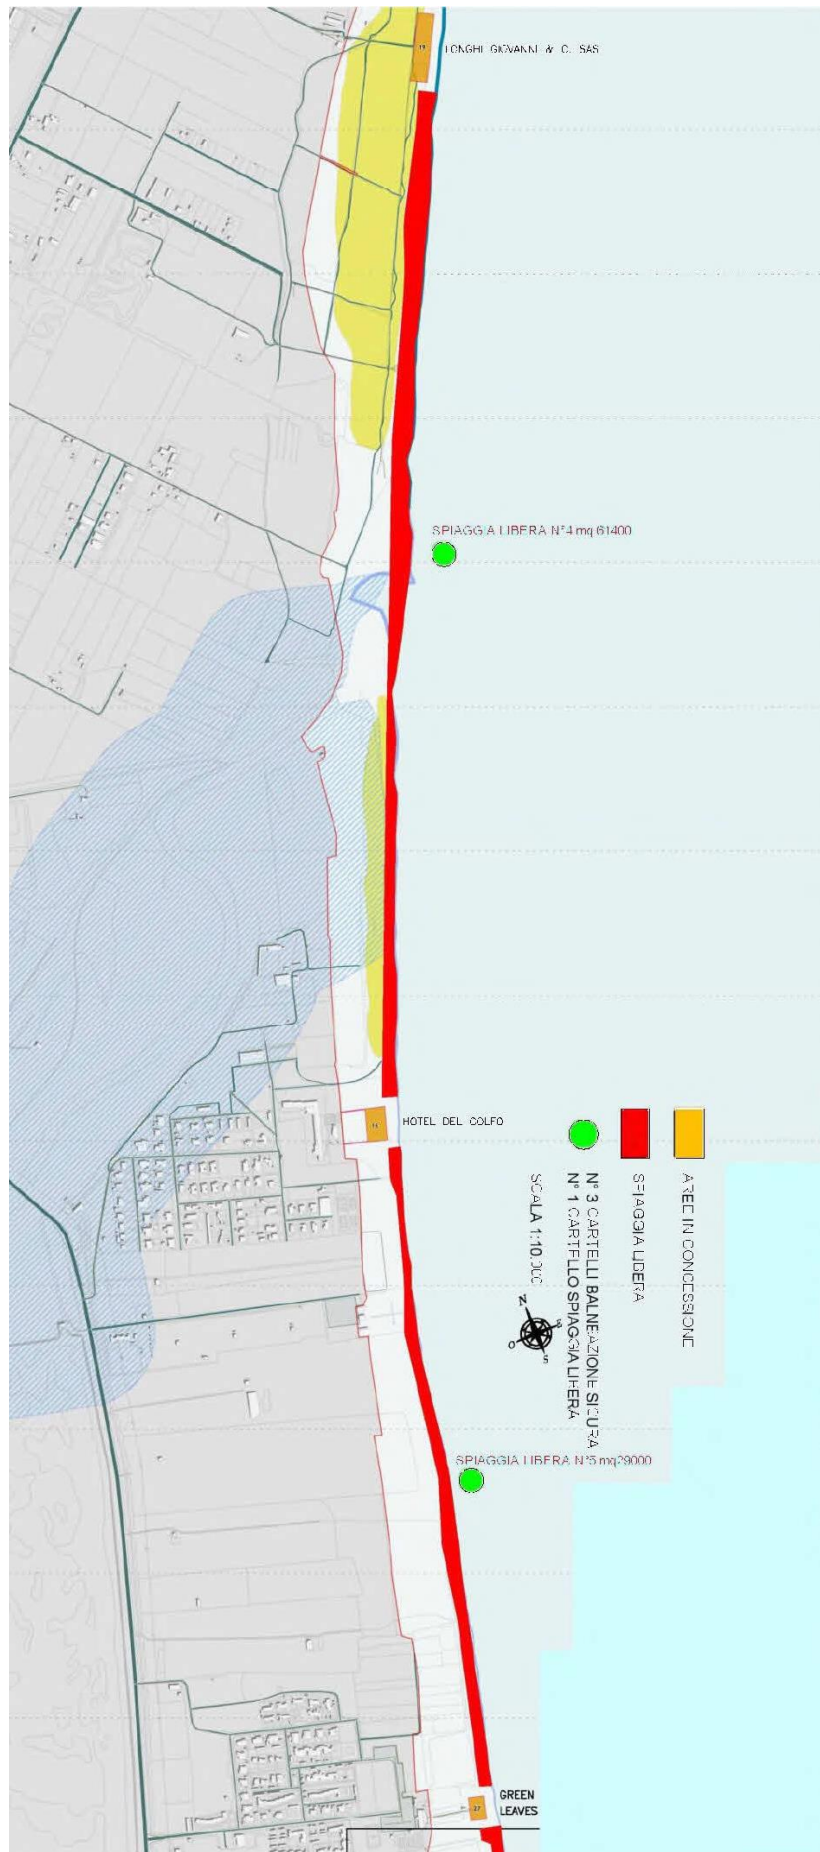 LONGHI GIOVANNI & C. SAS
SPIAGGIA LIBERA N°4 mq 61400
HOTEL DEL GOLFO
AREE IN CONCESSIONE
SPIAGGIA LIBERA
N° 3 CARTELLI BALNEAZIONE SICURA
N° 1 CARTELLO SPIAGGIA LIBERA
SCALA 1:10.000
N
S
O
SPIAGGIA LIBERA N°5 mq29000
GREEN
LEAVES
27